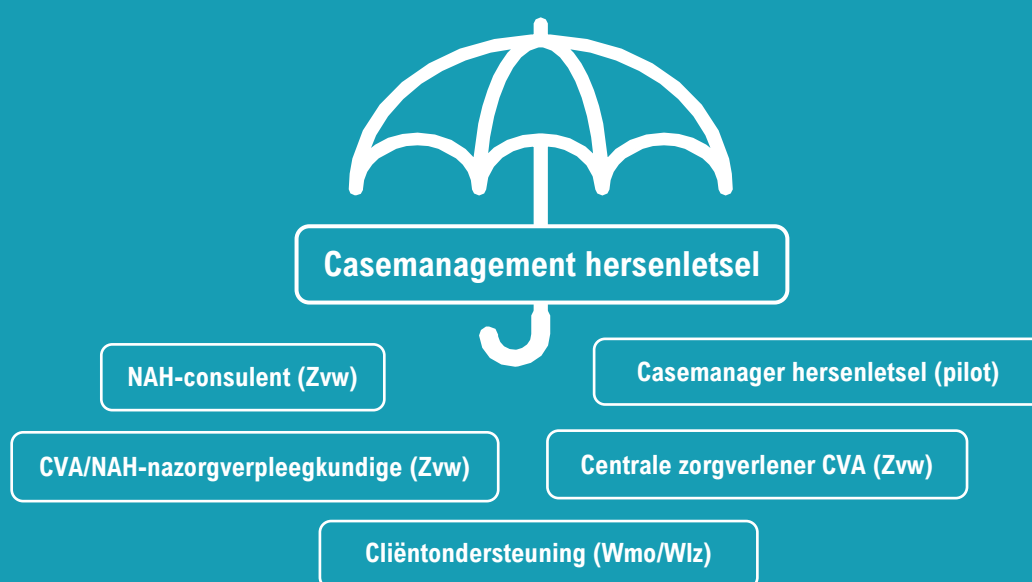 Casemanagement hersenletsel
NAH-consulent (Zvw)
Casemanager hersenletsel (pilot)
CVA/NAH-nazorgverpleegkundige (Zvw)
Centrale zorgverlener CVA (Zvw)
Cliëntondersteuning (Wmo/Wlz)